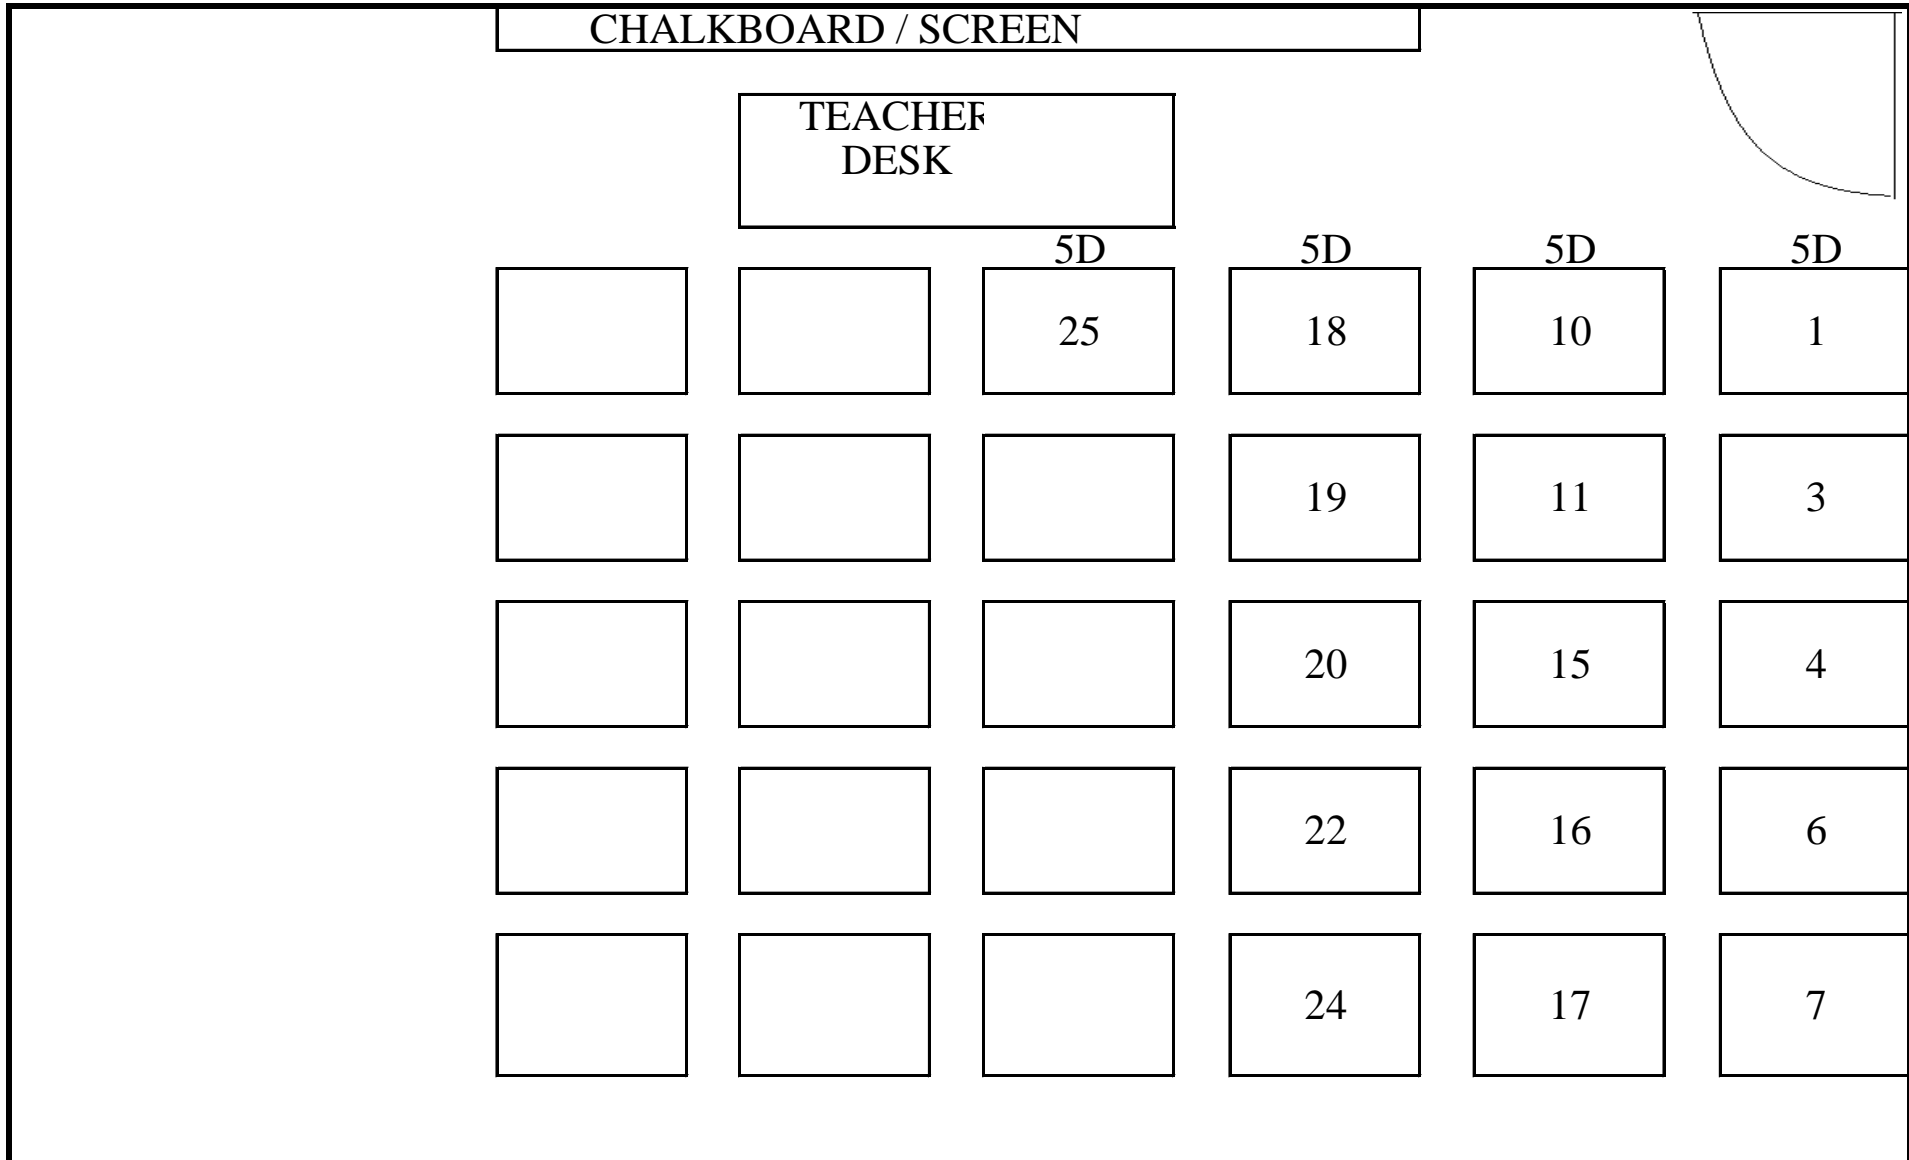 CHALKBOARD / SCREEN
TEACHER
DESK
5D 5D 5D 5D
25 18 10 1
19 11 3
20 15 4
22 16 6
24 17 7